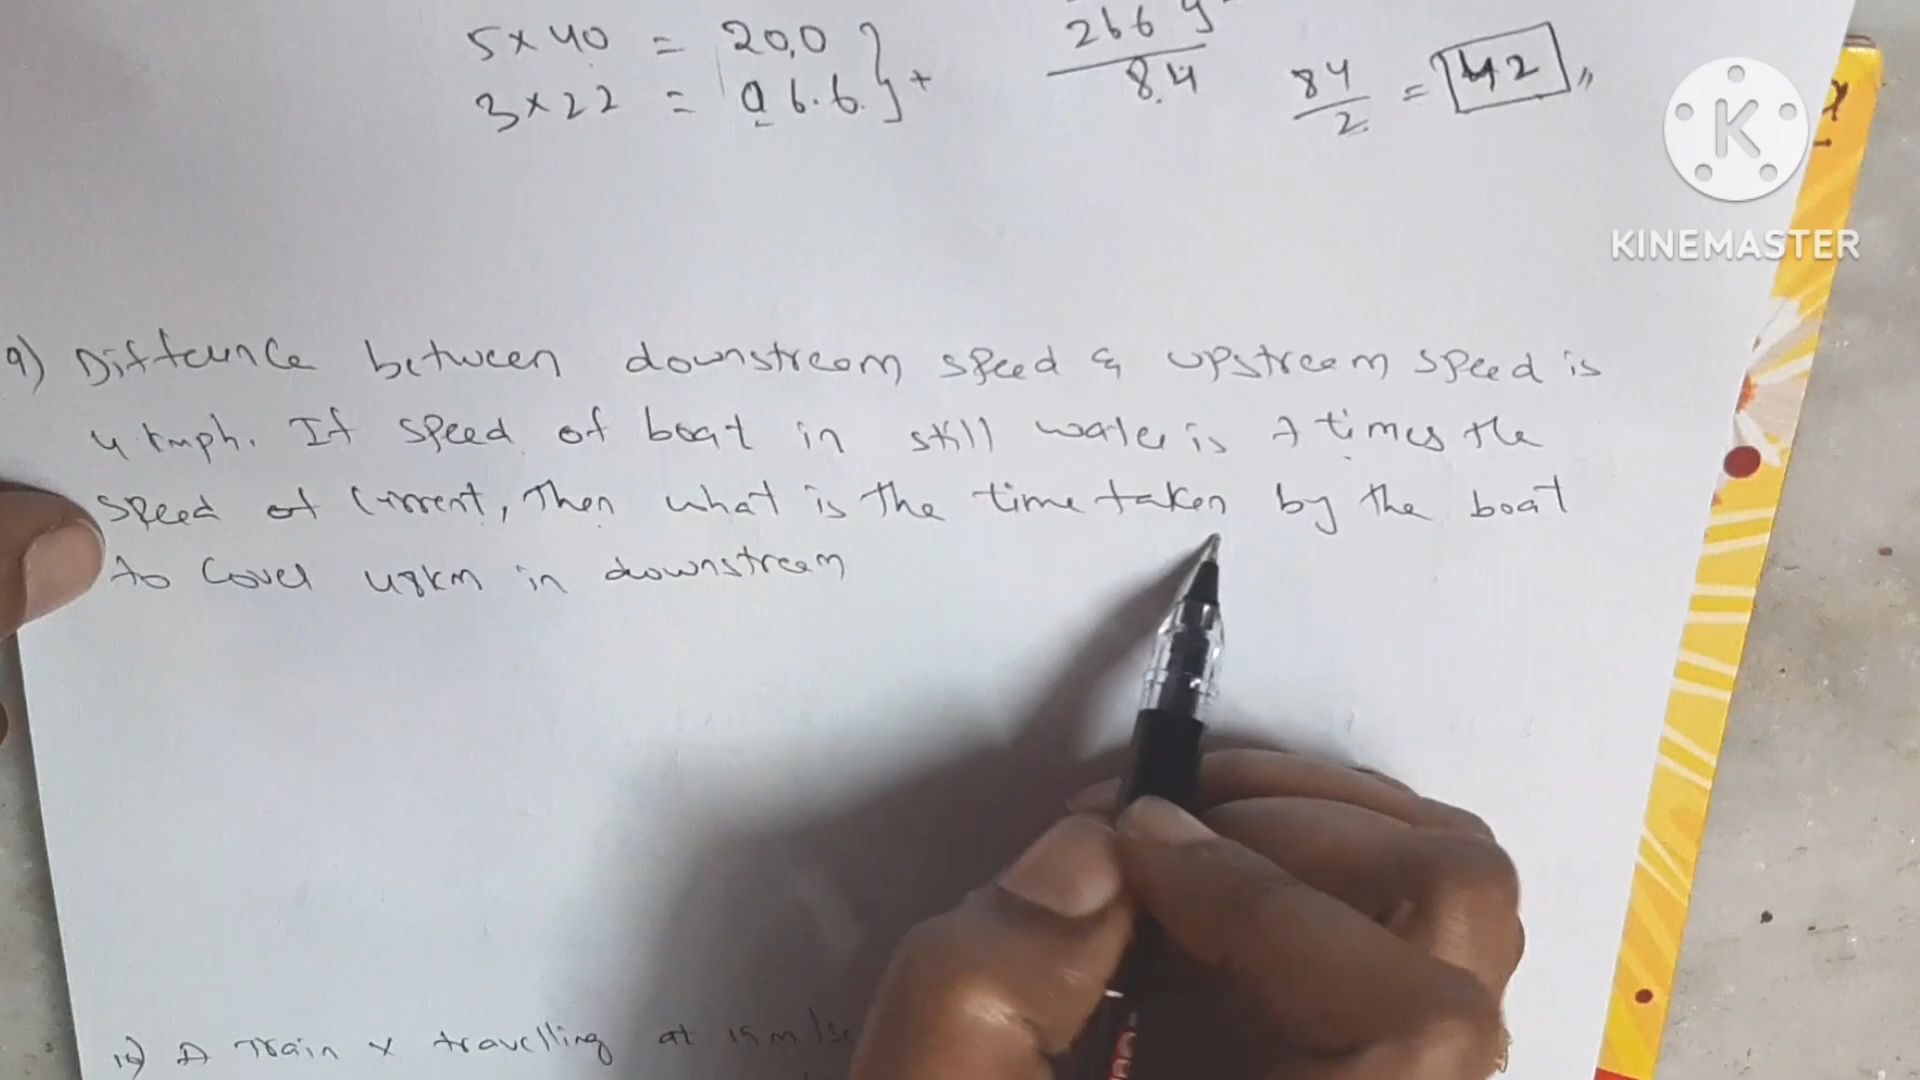 5 x 40 = 20,0 } +
3 x 22 = 06.6. }
266
8.4
84/2 = 42 //
KINEMASTER
9) Difference between downstream speed & upstream speed is
4 kmph. If speed of boat in still water is 7 times the
speed of current, Then what is the time taken by the boat
to cover 48km in downstream
10) A Train x travelling at 15 m/s